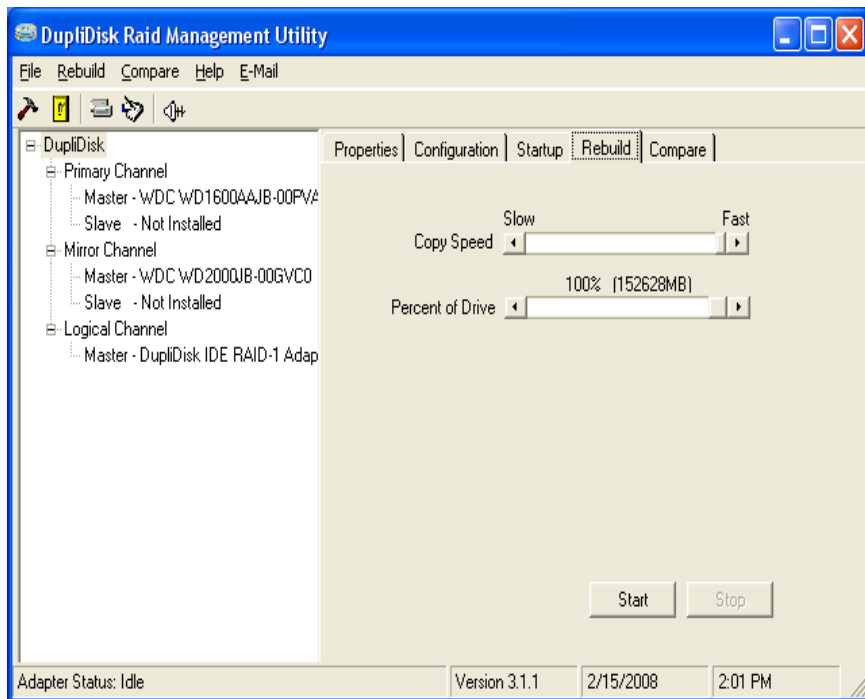 DupliDisk Raid Management Utility
File Rebuild Compare Help E-Mail
DupliDisk
Primary Channel
Master - WDC WD1600AAJB-00PVA
Slave - Not Installed
Mirror Channel
Master - WDC WD2000JB-00GVC0
Slave - Not Installed
Logical Channel
Master - DupliDisk IDE RAID-1 Adap
Properties Configuration Startup Rebuild Compare
Slow Fast
Copy Speed
100% (152628MB)
Percent of Drive
Start Stop
Adapter Status: Idle Version 3.1.1 2/15/2008 2:01 PM